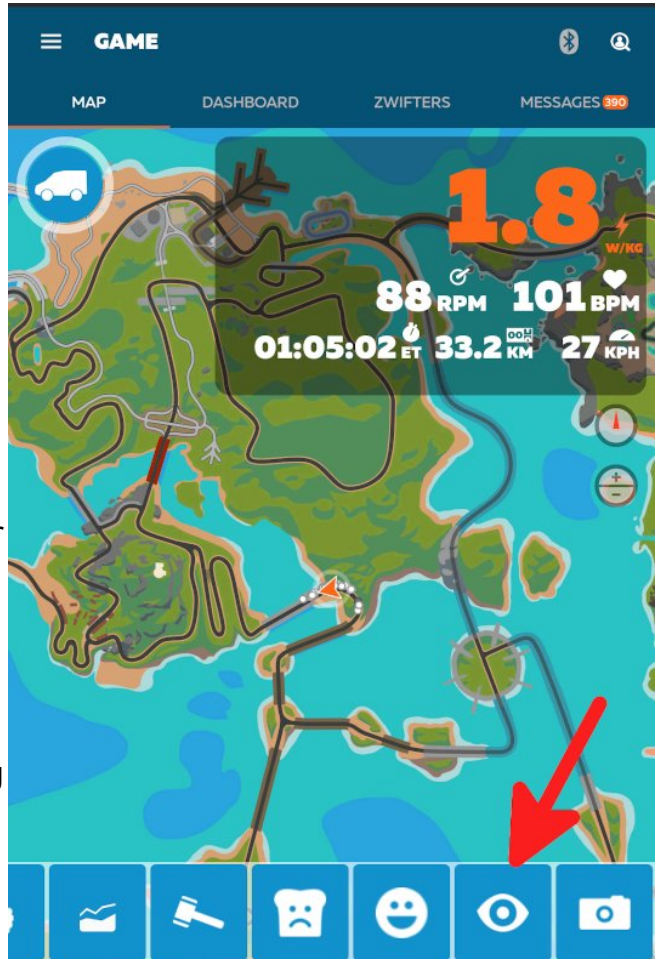 GAME
MAP DASHBOARD ZWIFTERS MESSAGES 390
1.8 W/KG
88 RPM 101 BPM
01:05:02 ET 33.2 KM 27 KPH